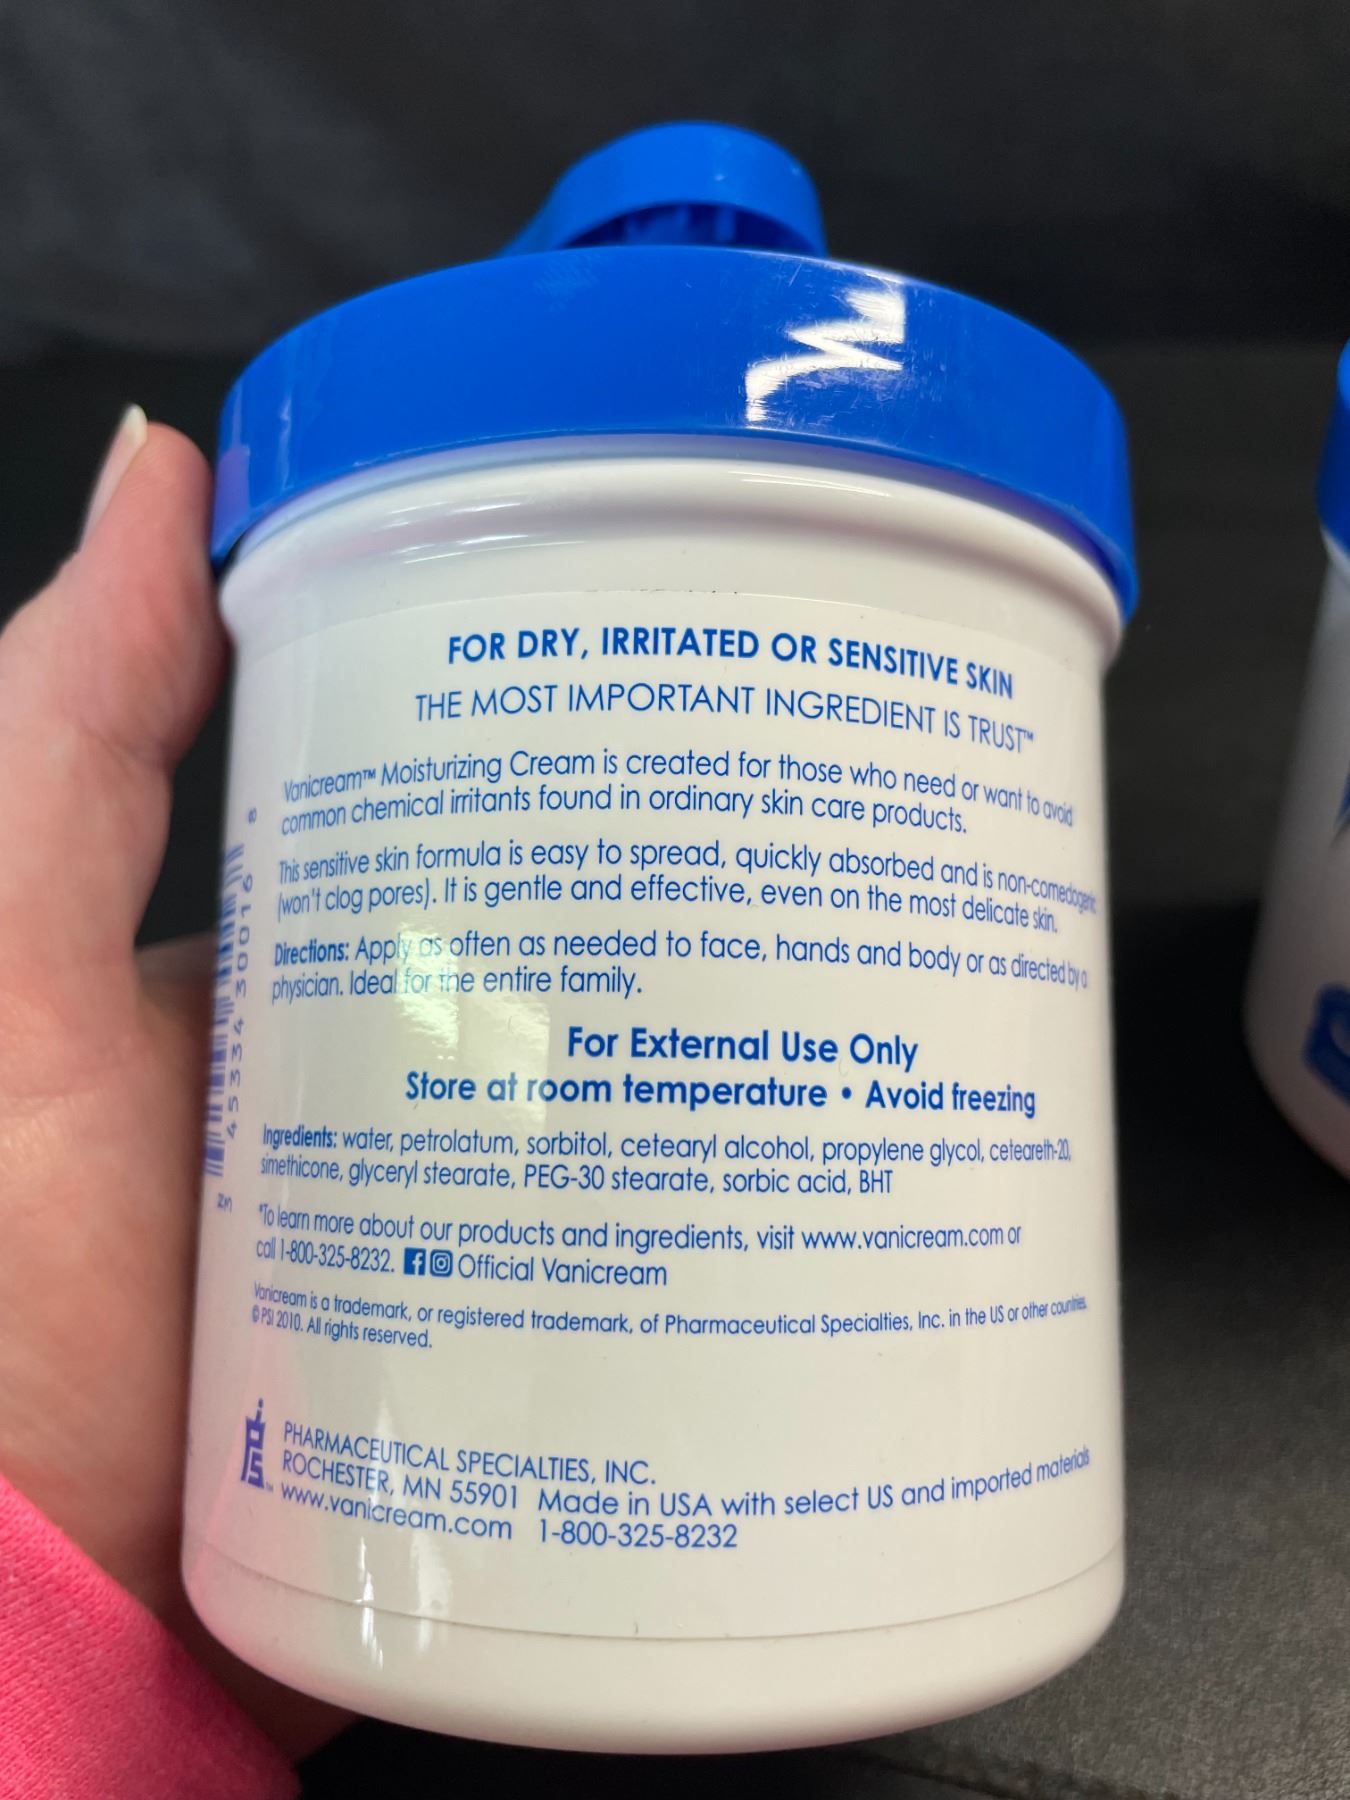 FOR DRY, IRRITATED OR SENSITIVE SKIN
THE MOST IMPORTANT INGREDIENT IS TRUST™
Vanicream™ Moisturizing Cream is created for those who need or want to avoid
common chemical irritants found in ordinary skin care products.
This sensitive skin formula is easy to spread, quickly absorbed and is non-comedogenic
(won't clog pores). It is gentle and effective, even on the most delicate skin.
Directions: Apply as often as needed to face, hands and body or as directed by a
physician. Ideal for the entire family.
For External Use Only
Store at room temperature • Avoid freezing
Ingredients: water, petrolatum, sorbitol, cetearyl alcohol, propylene glycol, ceteareth-20,
simethicone, glyceryl stearate, PEG-30 stearate, sorbic acid, BHT
*To learn more about our products and ingredients, visit www.vanicream.com or
call 1-800-325-8232. Official Vanicream
Vanicream is a trademark, or registered trademark, of Pharmaceutical Specialties, Inc. in the US or other countries.
© PSI 2010. All rights reserved.
PHARMACEUTICAL SPECIALTIES, INC.
ROCHESTER, MN 55901 Made in USA with select US and imported materials
www.vanicream.com 1-800-325-8232
3 45334 30016 8